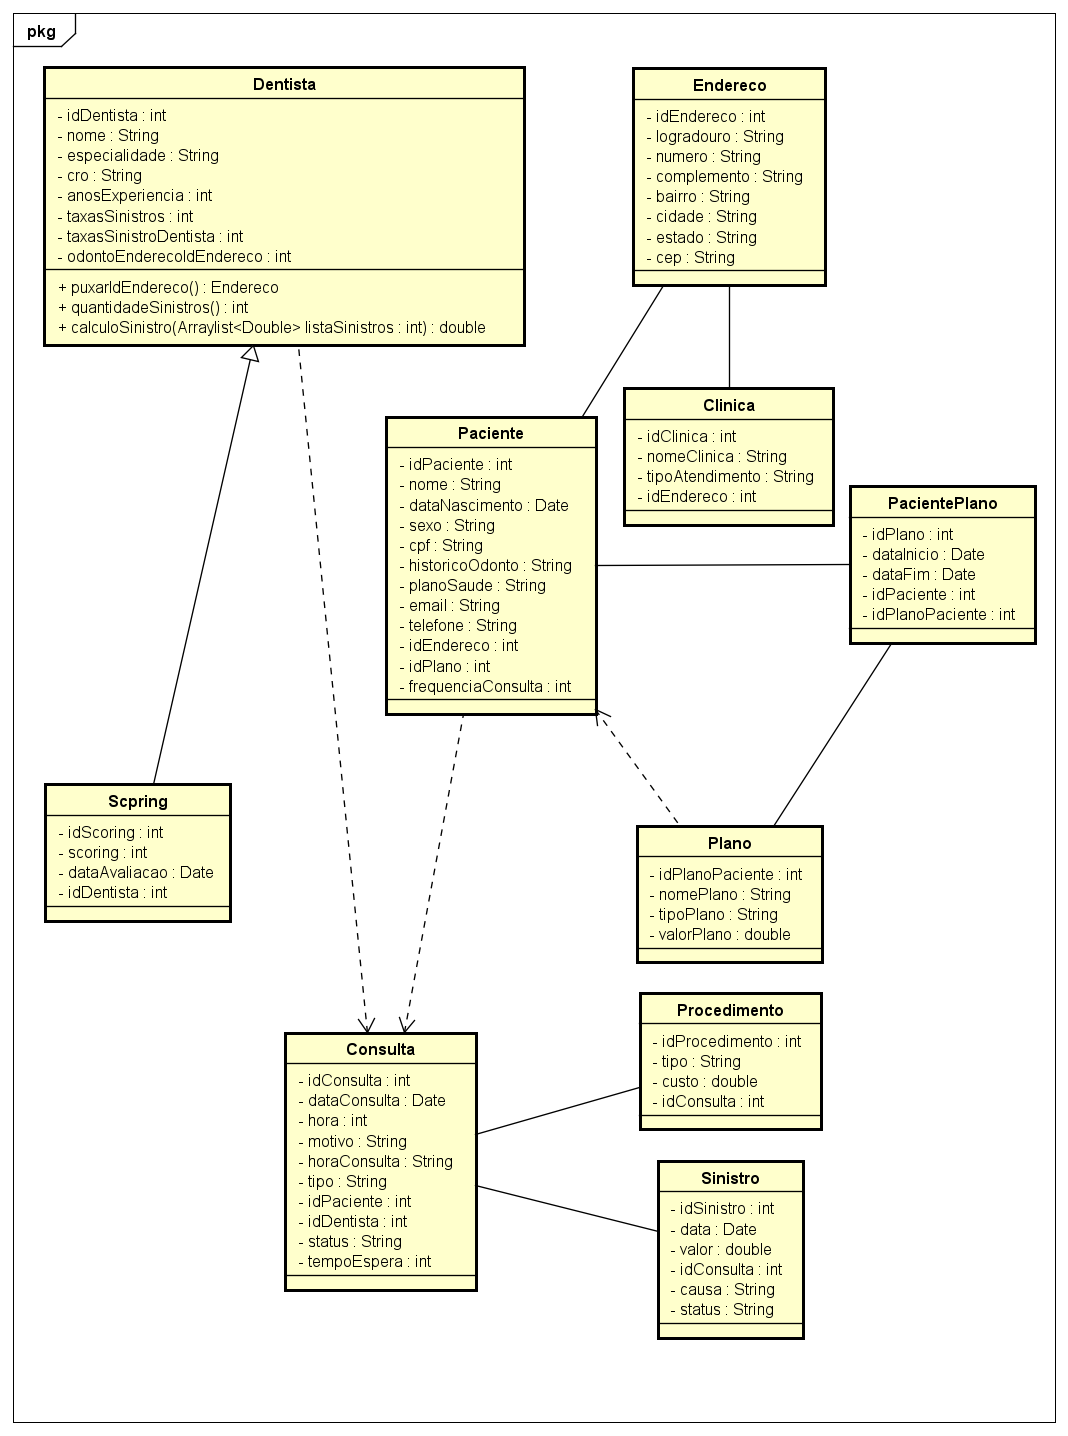 pkg
Dentista
- idDentista : int
- nome : String
- especialidade : String
- cro : String
- anosExperiencia : int
- taxasSinistros : int
- taxasSinistroDentista : int
- odontoEnderecoIdEndereco : int
+ puxarIdEndereco() : Endereco
+ quantidadeSinistros() : int
+ calculoSinistro(Arraylist<Double> listaSinistros : int) : double
Endereco
- idEndereco : int
- logradouro : String
- numero : String
- complemento : String
- bairro : String
- cidade : String
- estado : String
- cep : String
Clinica
- idClinica : int
- nomeClinica : String
- tipoAtendimento : String
- idEndereco : int
Paciente
- idPaciente : int
- nome : String
- dataNascimento : Date
- sexo : String
- cpf : String
- historicoOdonto : String
- planoSaude : String
- email : String
- telefone : String
- idEndereco : int
- idPlano : int
- frequenciaConsulta : int
PacientePlano
- idPlano : int
- dataInicio : Date
- dataFim : Date
- idPaciente : int
- idPlanoPaciente : int
Scpring
- idScoring : int
- scoring : int
- dataAvaliacao : Date
- idDentista : int
Plano
- idPlanoPaciente : int
- nomePlano : String
- tipoPlano : String
- valorPlano : double
Procedimento
- idProcedimento : int
- tipo : String
- custo : double
- idConsulta : int
Consulta
- idConsulta : int
- dataConsulta : Date
- hora : int
- motivo : String
- horaConsulta : String
- tipo : String
- idPaciente : int
- idDentista : int
- status : String
- tempoEspera : int
Sinistro
- idSinistro : int
- data : Date
- valor : double
- idConsulta : int
- causa : String
- status : String